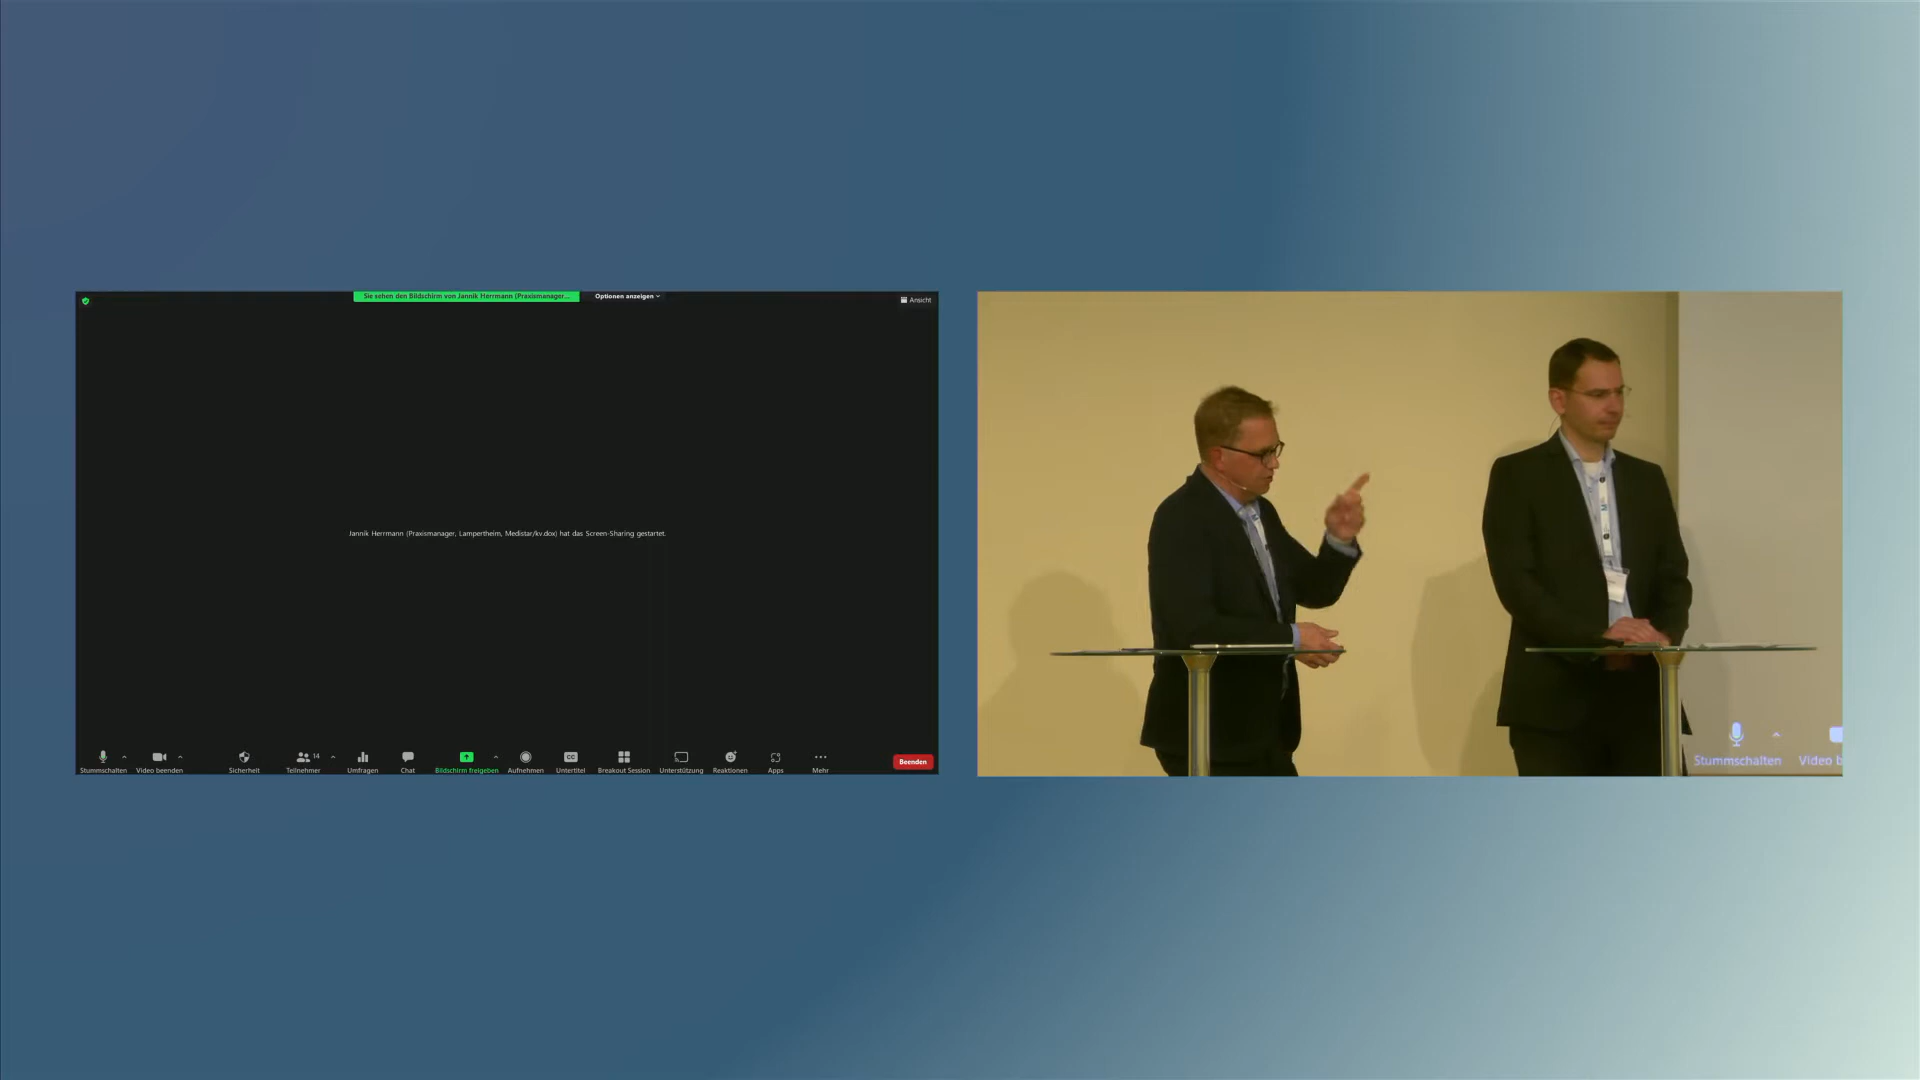 Sie sehen den Bildschirm von Jannik Herrmann (Praxismanager...
Optionen anzeigen
Ansicht
Jannik Herrmann (Praxismanager, Lampertheim, Medistar/kv.dox) hat das Screen-Sharing gestartet.
14
Stummschalten
Video beenden
Sicherheit
Teilnehmer
Umfragen
Chat
Bildschirm freigeben
Aufnehmen
CC
Untertitel
Breakout Session
Unterstützung
Reaktionen
Apps
Mehr
Beenden
Stummschalten
Video b